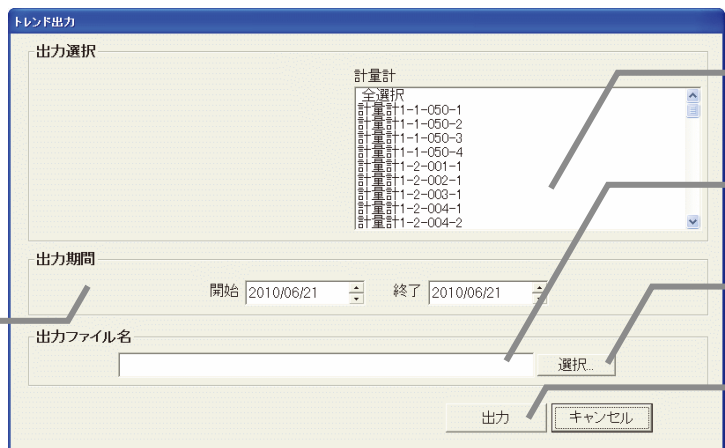 トレンド出力
出力選択
計量計
全選択
計量計1-1-050-1
計量計1-1-050-2
計量計1-1-050-3
計量計1-1-050-4
計量計1-2-001-1
計量計1-2-002-1
計量計1-2-003-1
計量計1-2-004-1
計量計1-2-004-2
出力期間
開始 2010/06/21 終了 2010/06/21
出力ファイル名
選択...
出力 キャンセル